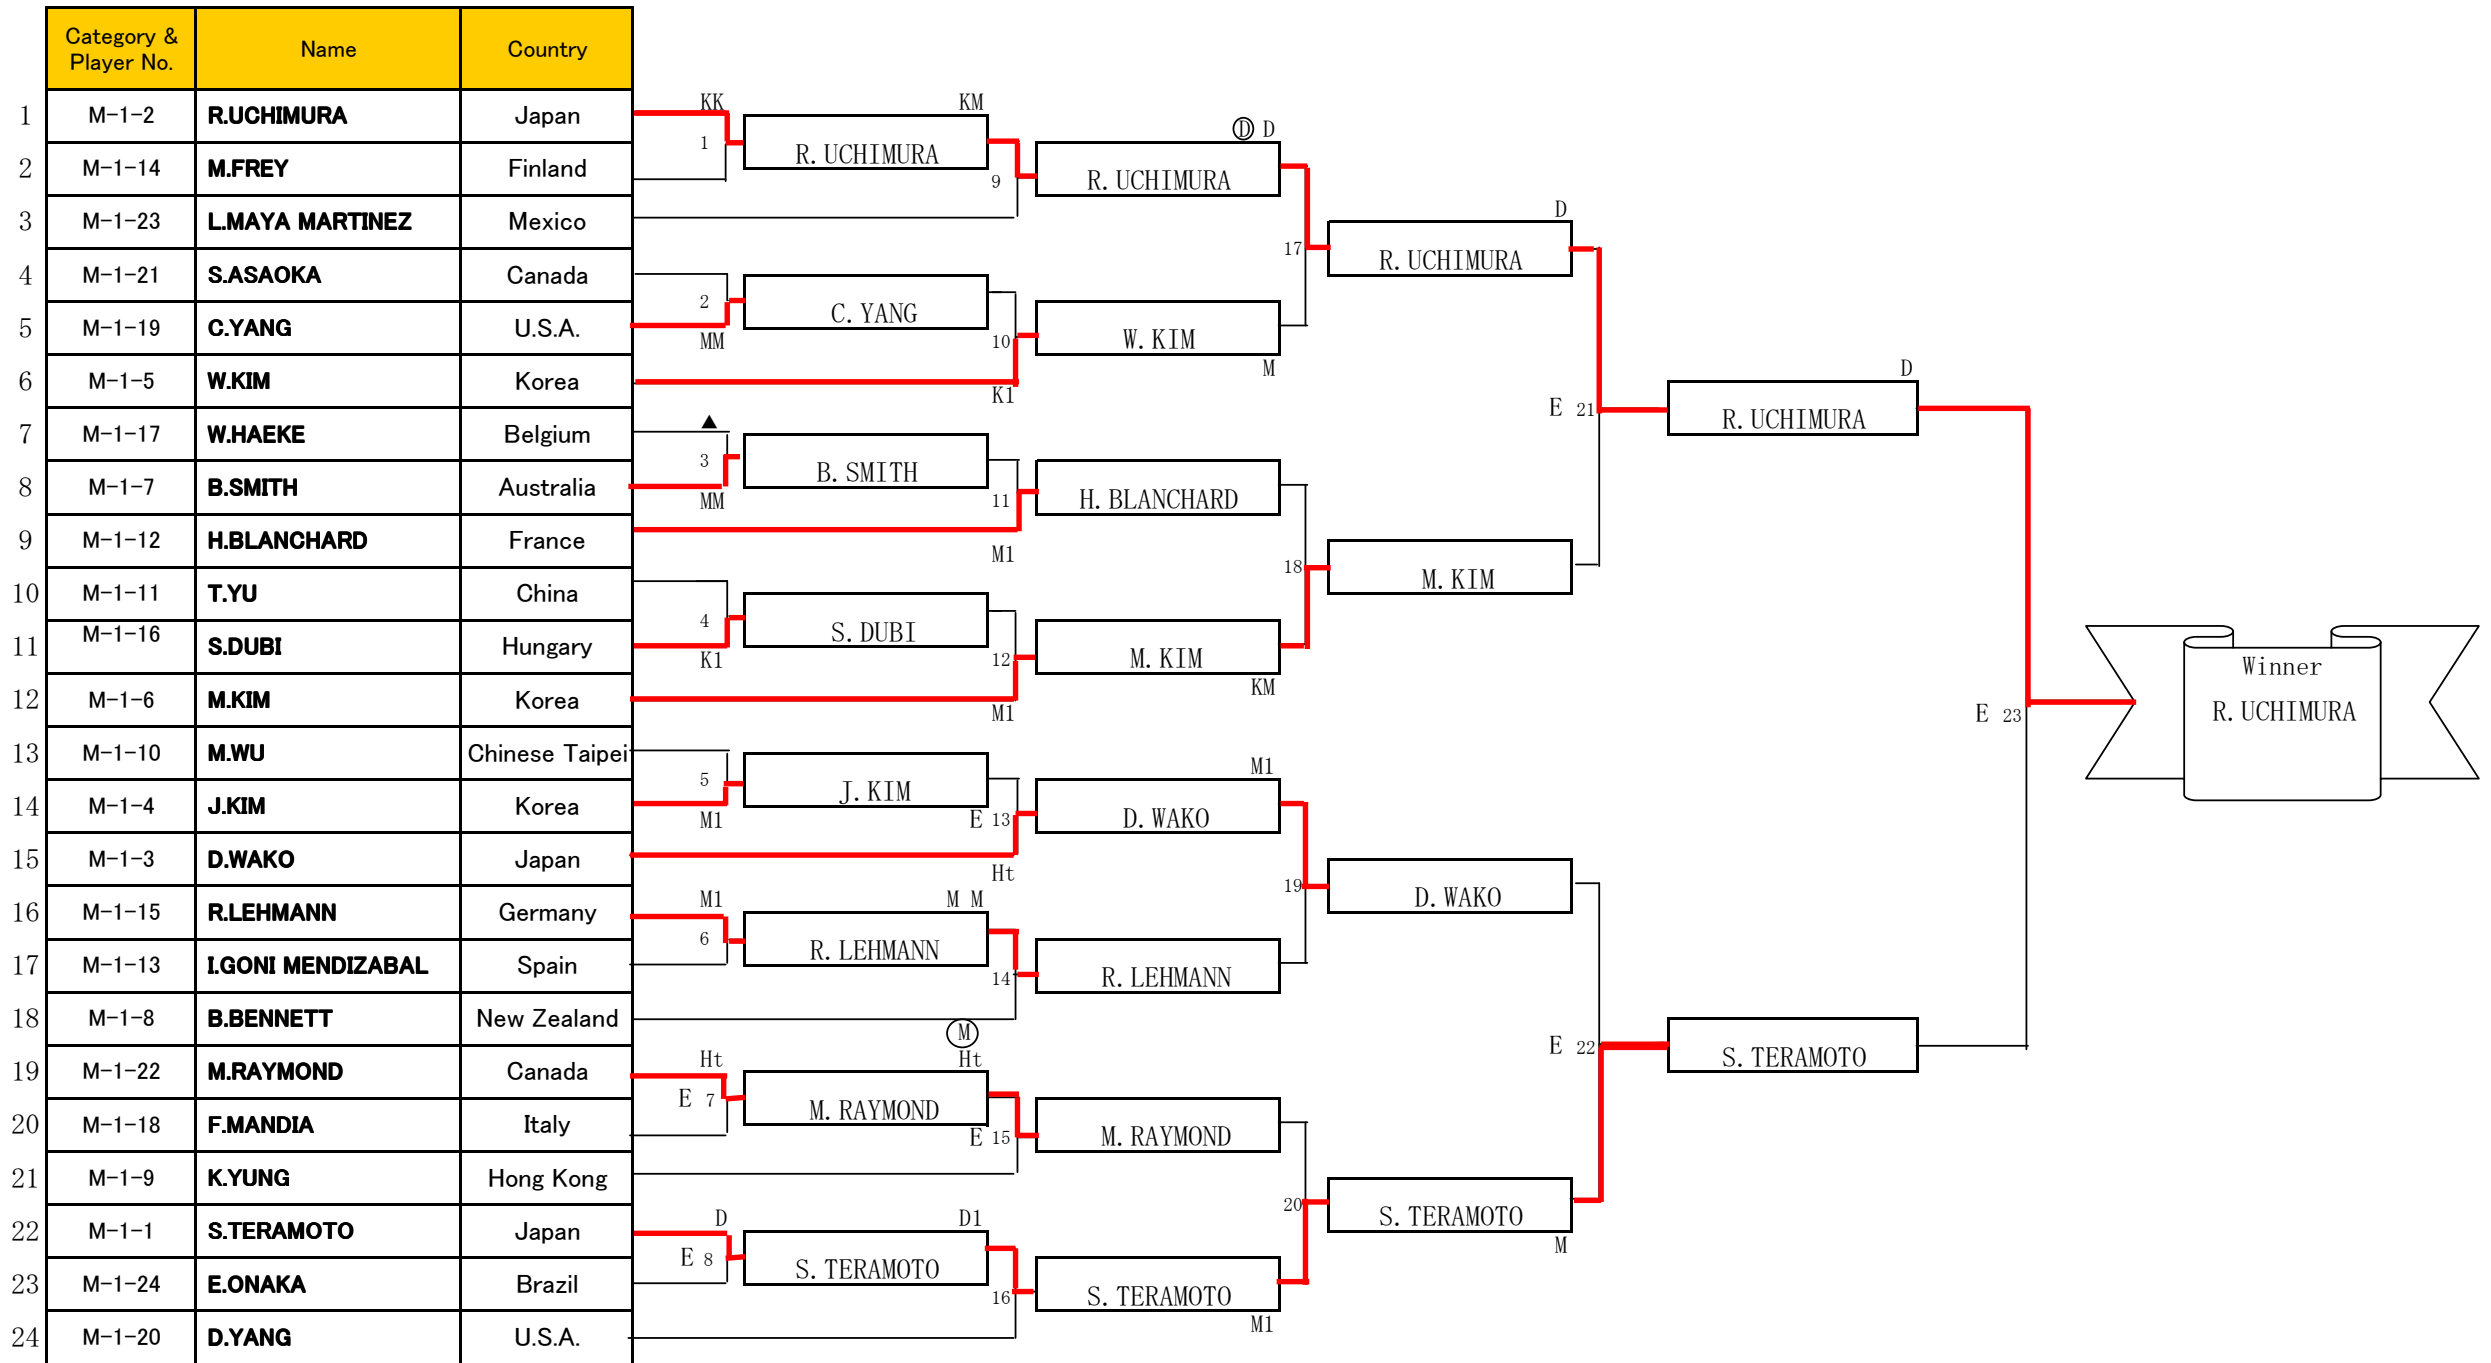 Category & Player No. Name Country
1 M-1-2 R.UCHIMURA Japan
2 M-1-14 M.FREY Finland
3 M-1-23 L.MAYA MARTINEZ Mexico
4 M-1-21 S.ASAOKA Canada
5 M-1-19 C.YANG U.S.A.
6 M-1-5 W.KIM Korea
7 M-1-17 W.HAEKE Belgium
8 M-1-7 B.SMITH Australia
9 M-1-12 H.BLANCHARD France
10 M-1-11 T.YU China
11 M-1-16 S.DUBI Hungary
12 M-1-6 M.KIM Korea
13 M-1-10 M.WU Chinese Taipei
14 M-1-4 J.KIM Korea
15 M-1-3 D.WAKO Japan
16 M-1-15 R.LEHMANN Germany
17 M-1-13 I.GONI MENDIZABAL Spain
18 M-1-8 B.BENNETT New Zealand
19 M-1-22 M.RAYMOND Canada
20 M-1-18 F.MANDIA Italy
21 M-1-9 K.YUNG Hong Kong
22 M-1-1 S.TERAMOTO Japan
23 M-1-24 E.ONAKA Brazil
24 M-1-20 D.YANG U.S.A.
KK
1
R.UCHIMURA
2
MM
C.YANG
▲
3
MM
B.SMITH
4
K1
S.DUBI
5
M1
J.KIM
M1
6
R.LEHMANN
Ht
E 7
M.RAYMOND
D
E 8
S.TERAMOTO
KM
9
R.UCHIMURA
10
K1
W.KIM
11
M1
H.BLANCHARD
12
M1
M.KIM
E 13
Ht
D.WAKO
M M
14
R.LEHMANN
Ⓜ
Ht
E 15
M.RAYMOND
D1
16
S.TERAMOTO
Ⓓ D
17
M
R.UCHIMURA
18
KM
M.KIM
M1
19
D.WAKO
20
M1
S.TERAMOTO
D
E 21
R.UCHIMURA
E 22
M
S.TERAMOTO
D
E 23
Winner
R.UCHIMURA